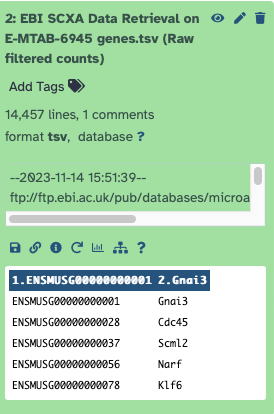 2: EBI SCXA Data Retrieval on
E-MTAB-6945 genes.tsv (Raw
filtered counts)
Add Tags
14,457 lines, 1 comments
format tsv, database ?
--2023-11-14 15:51:39--
ftp://ftp.ebi.ac.uk/pub/databases/microa
?
1.ENSMUSG00000000001 2.Gnai3
ENSMUSG00000000001 Gnai3
ENSMUSG00000000028 Cdc45
ENSMUSG00000000037 Scml2
ENSMUSG00000000056 Narf
ENSMUSG00000000078 Klf6